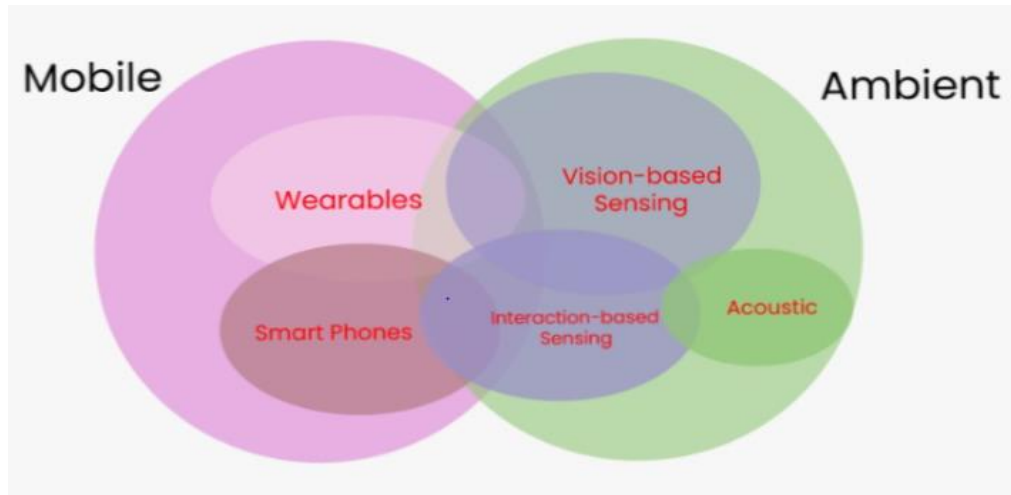 Mobile
Ambient
Wearables
Vision-based
Sensing
Smart Phones
Interaction-based
Sensing
Acoustic